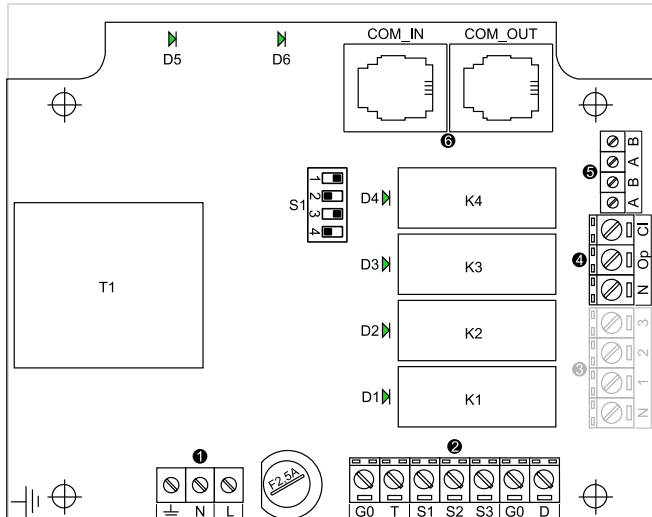 COM_IN COM_OUT
D5 D6
6
B
A
B
A
5
S1
1
2
3
4
D4 K4
Cl
Op
N
4
D3 K3
T1
D2 K2
3
2
1
N
3
D1 K1
1
2
F2.5A
N L
G0 T S1 S2 S3 G0 D